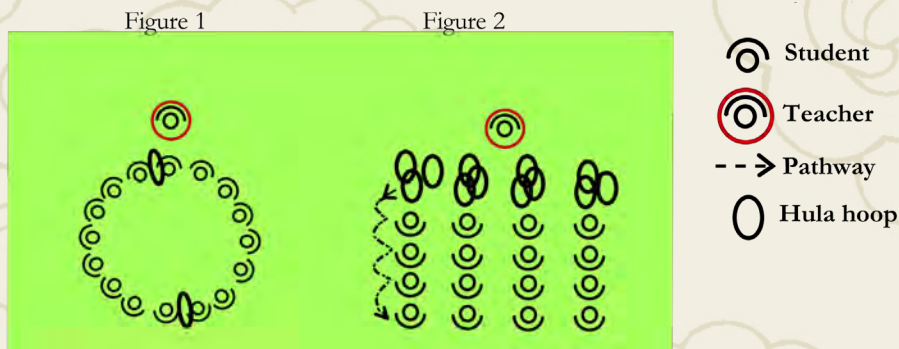 Figure 1
Figure 2
Student
Teacher
Pathway
Hula hoop